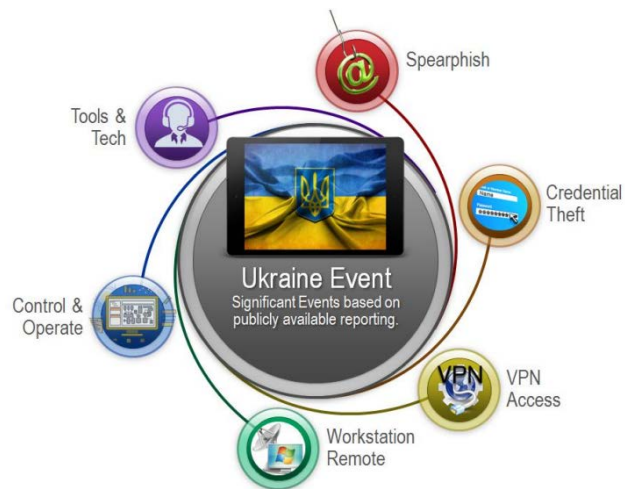 Spearphish
Tools &
Tech
Credential
Theft
Ukraine Event
Significant Events based on
publicly available reporting.
Control &
Operate
VPN
VPN
Access
Workstation
Remote